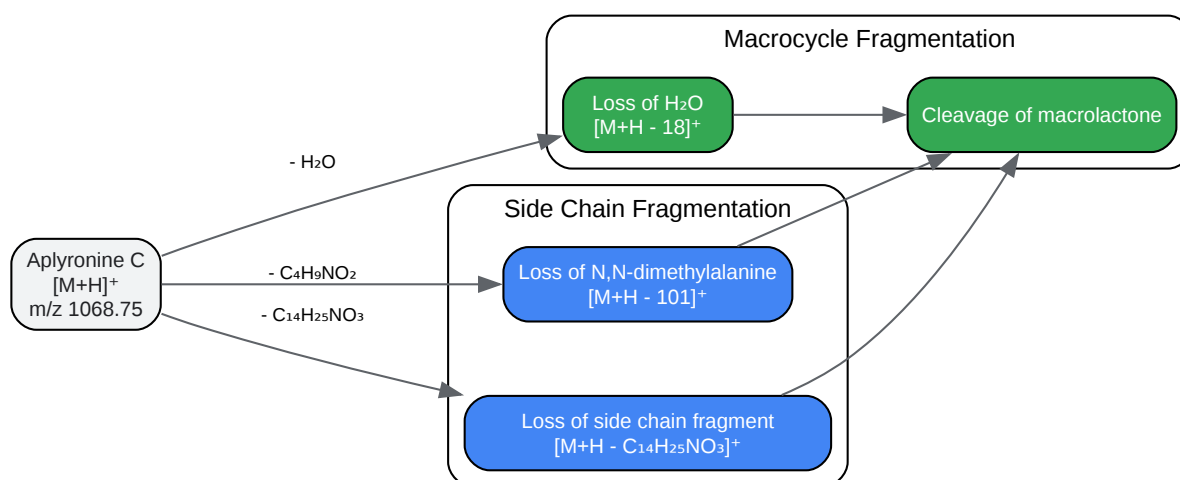 Macrocycle Fragmentation
Loss of H₂O
[M+H - 18]⁺
Cleavage of macrolactone
- H₂O
Side Chain Fragmentation
Aplyronine C
[M+H]⁺
m/z 1068.75
- C₄H₉NO₂
Loss of N,N-dimethylalanine
[M+H - 101]⁺
- C₁₄H₂₅NO₃
Loss of side chain fragment
[M+H - C₁₄H₂₅NO₃]⁺